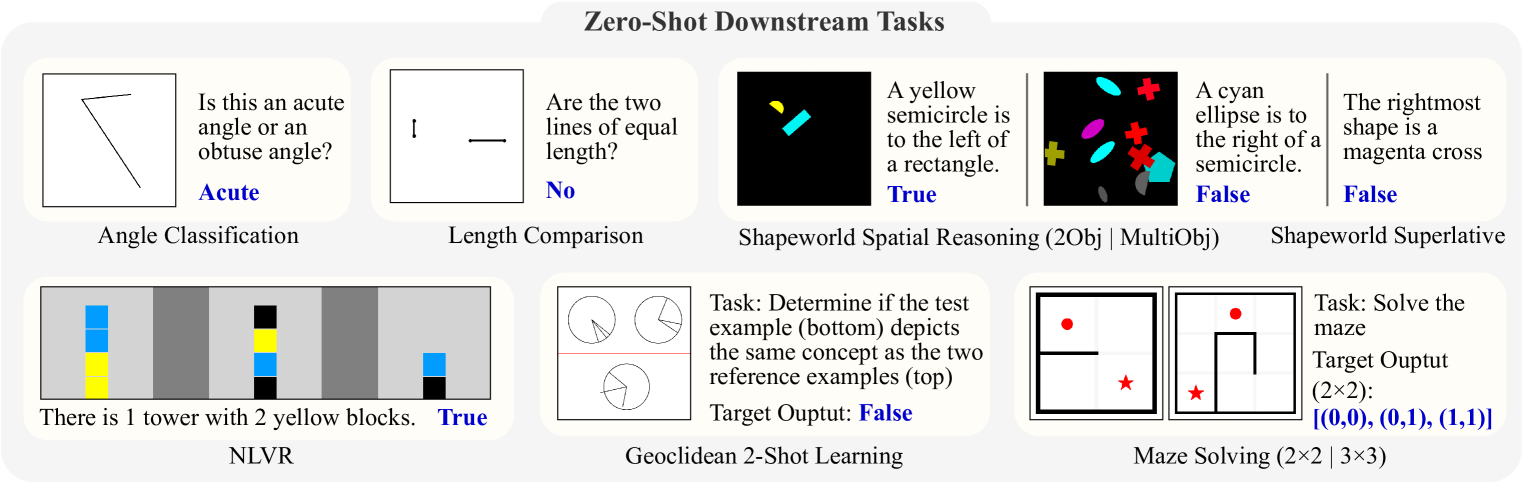 Zero-Shot Downstream Tasks
Is this an acute
angle or an
obtuse angle?
Acute
Angle Classification
Are the two
lines of equal
length?
No
Length Comparison
A yellow
semicircle is
to the left of
a rectangle.
True
A cyan
ellipse is to
the right of a
semicircle.
False
Shapeworld Spatial Reasoning (2Obj | MultiObj)
The rightmost
shape is a
magenta cross
False
Shapeworld Superlative
There is 1 tower with 2 yellow blocks. True
NLVR
Task: Determine if the test
example (bottom) depicts
the same concept as the two
reference examples (top)
Target Ouptut: False
Geoclidean 2-Shot Learning
Task: Solve the
maze
Target Ouptut
(2×2):
[(0,0), (0,1), (1,1)]
Maze Solving (2×2 | 3×3)